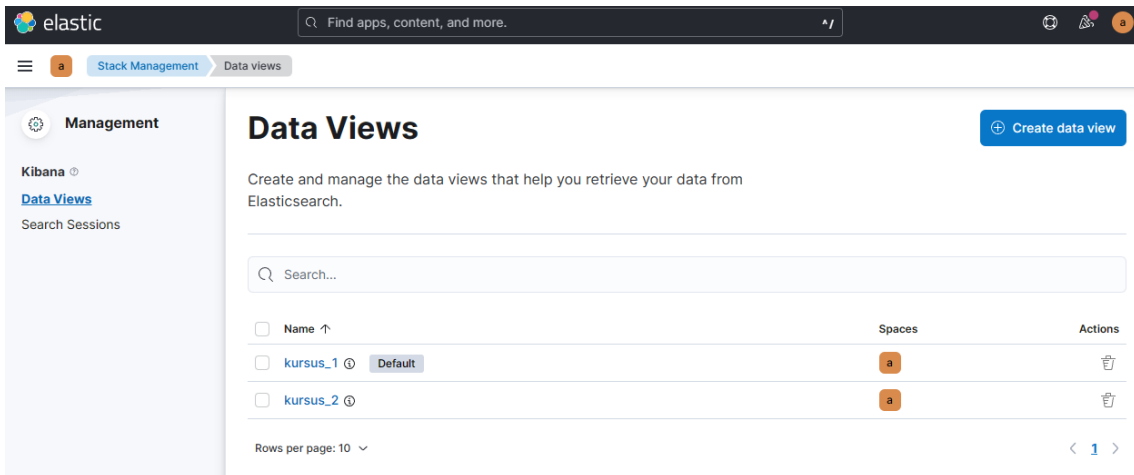 elastic
Find apps, content, and more.
^/
a
a
Stack Management
Data views
Management
Kibana
Data Views
Search Sessions
Data Views
Create data view
Create and manage the data views that help you retrieve your data from
Elasticsearch.
Search...
Name
Spaces
Actions
kursus_1
Default
a
kursus_2
a
Rows per page: 10
1